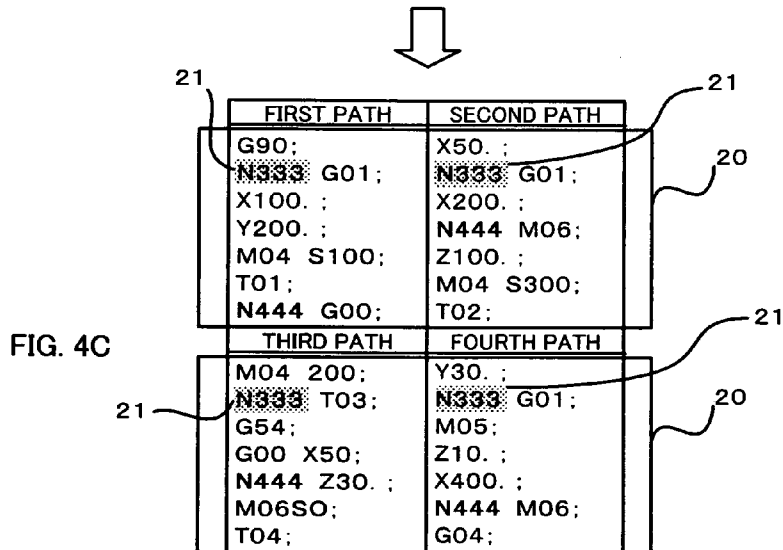 21
21
FIRST PATH SECOND PATH
G90; X50. ;
N333 G01; N333 G01;
X100. ; X200. ;
Y200. ; N444 M06;
M04 S100; Z100. ;
T01; M04 S300;
N444 G00; T02;
20
FIG. 4C
THIRD PATH FOURTH PATH
21
M04 200; Y30. ;
N333 T03; N333 G01;
21
G54; M05;
G00 X50; Z10. ;
N444 Z30. ; X400. ;
M06SO; N444 M06;
T04; G04;
20